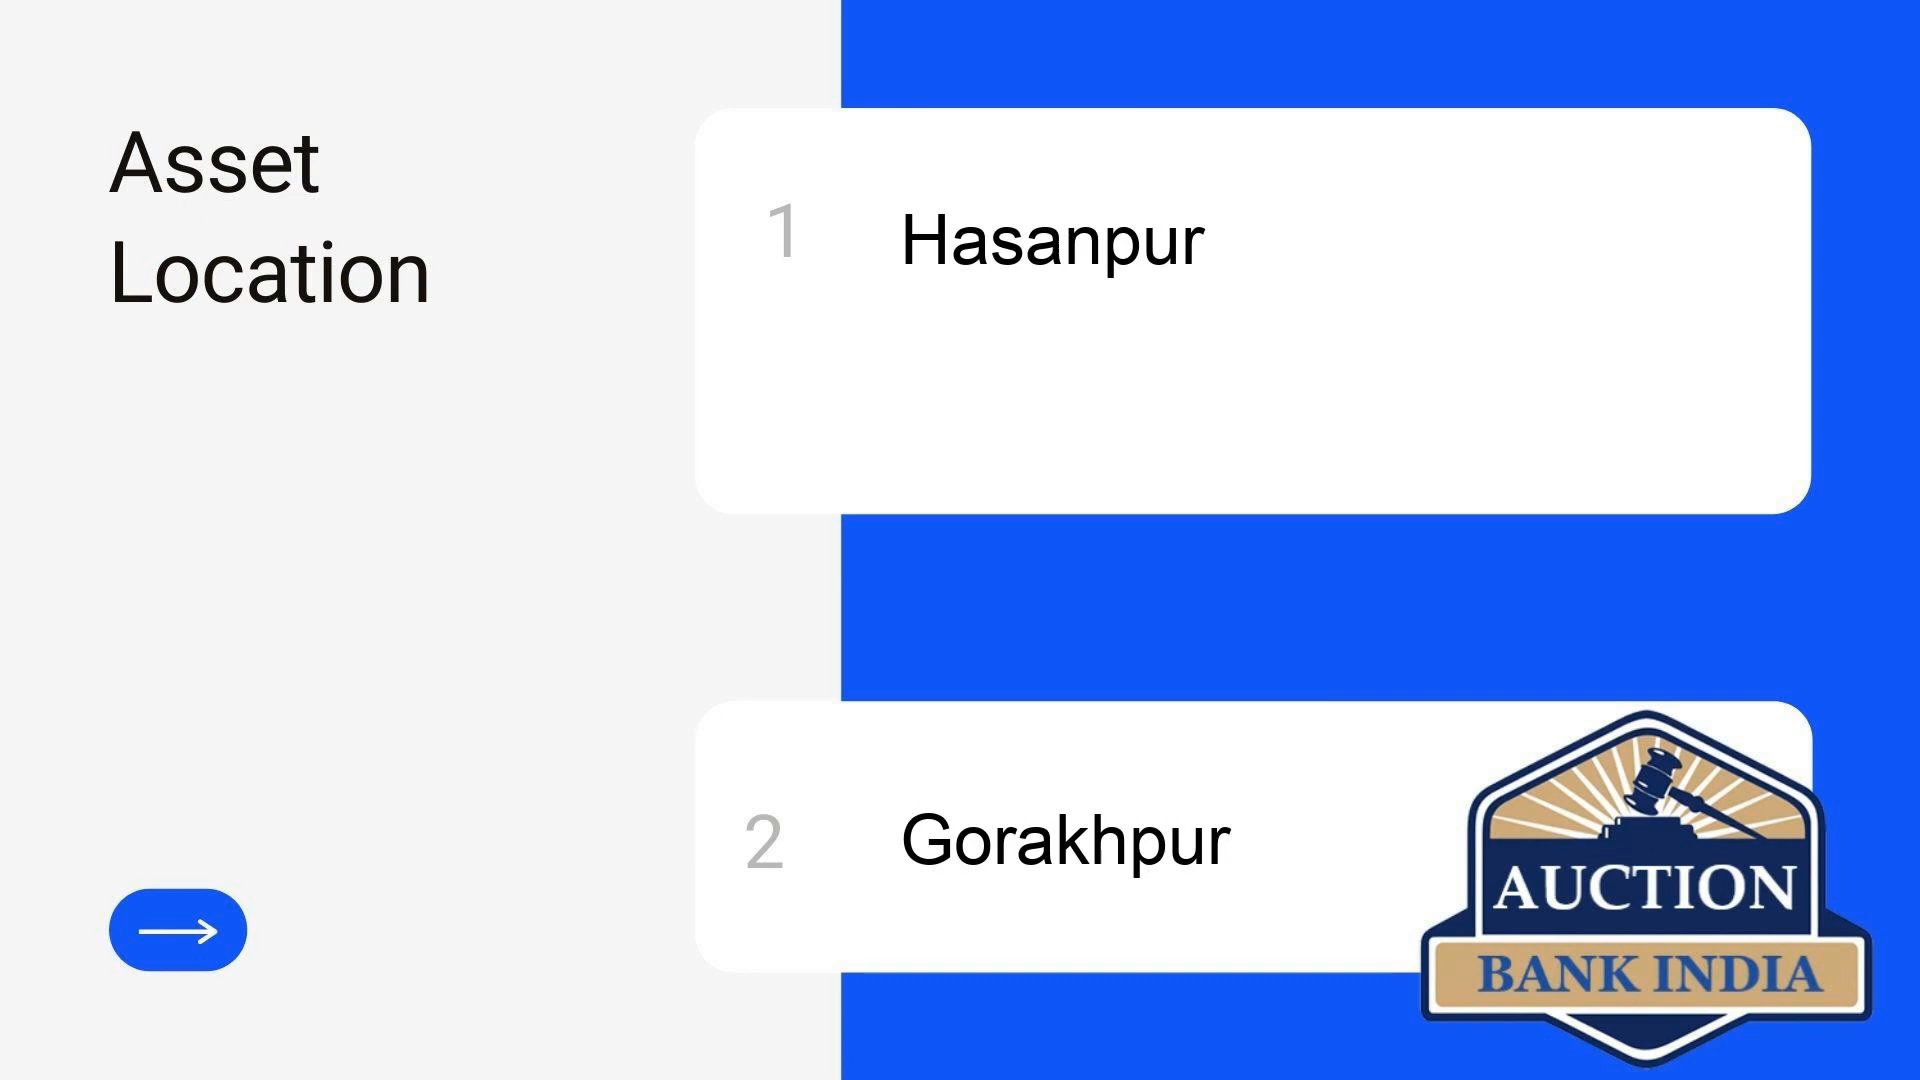 Asset
Location
1
Hasanpur
2
Gorakhpur
AUCTION
BANK INDIA